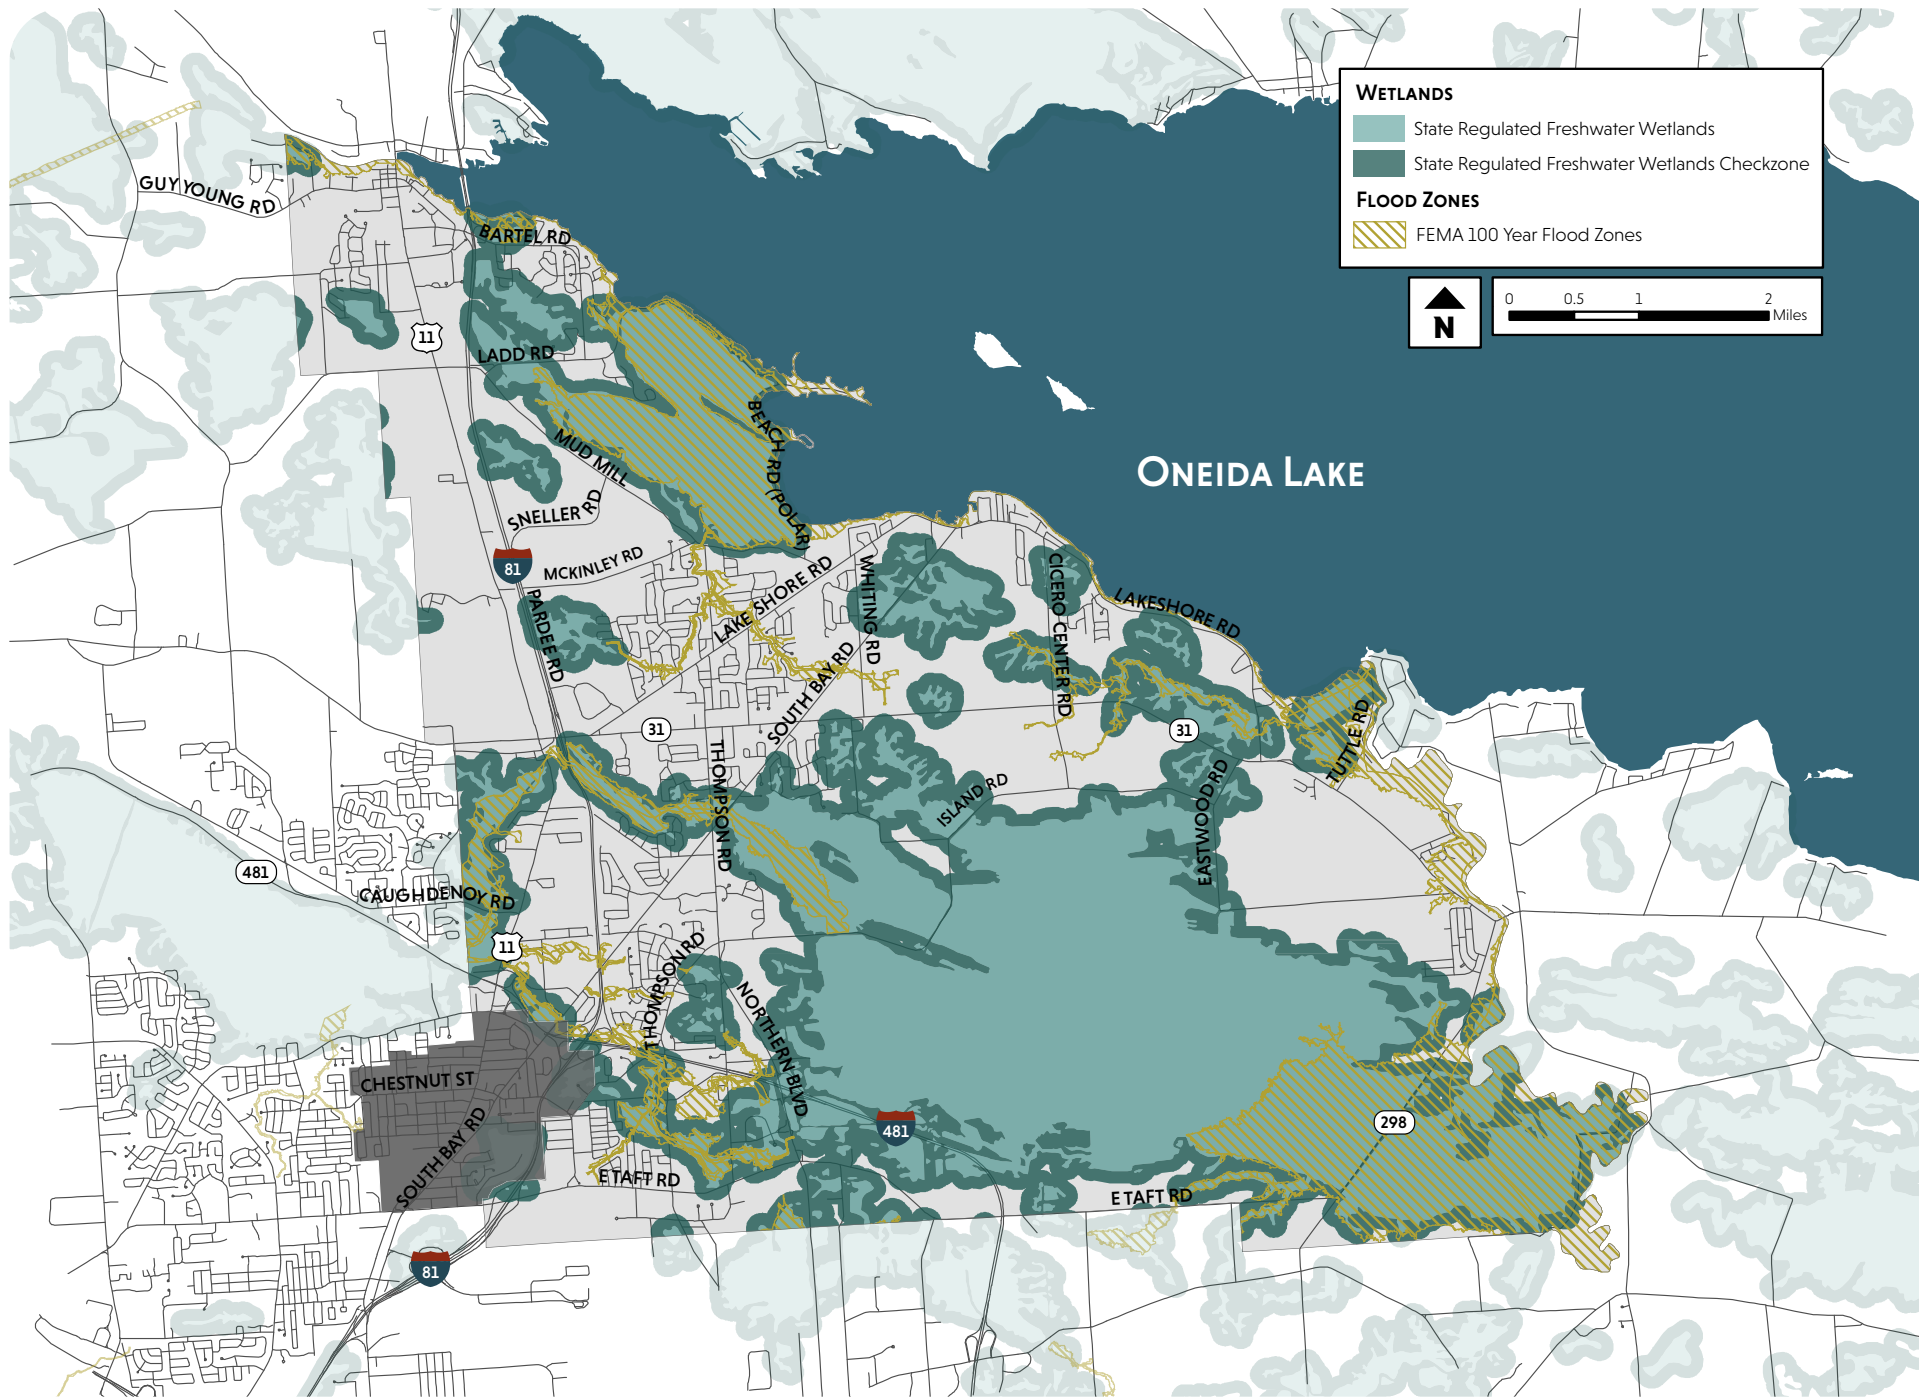 WETLANDS
State Regulated Freshwater Wetlands
State Regulated Freshwater Wetlands Checkzone
FLOOD ZONES
FEMA 100 Year Flood Zones
0 0.5 1 2
Miles
N
GUY YOUNG RD
BARTEL RD
11
LADD RD
BEACH RD (POLAR)
MUD MILL
ONEIDA LAKE
SNELLER RD
81
MCKINLEY RD
PARDEE RD
LAKE SHORE RD
WHITING RD
CICERO CENTER RD
LAKESHORE RD
SOUTH BAY RD
31
31
TUTTLE RD
THOMPSON RD
ISLAND RD
EASTWOOD RD
481
CAUGHDENOY RD
11
THOMPSON RD
NORTHERN BLVD
CHESTNUT ST
SOUTH BAY RD
481
298
E TAFT RD
E TAFT RD
81